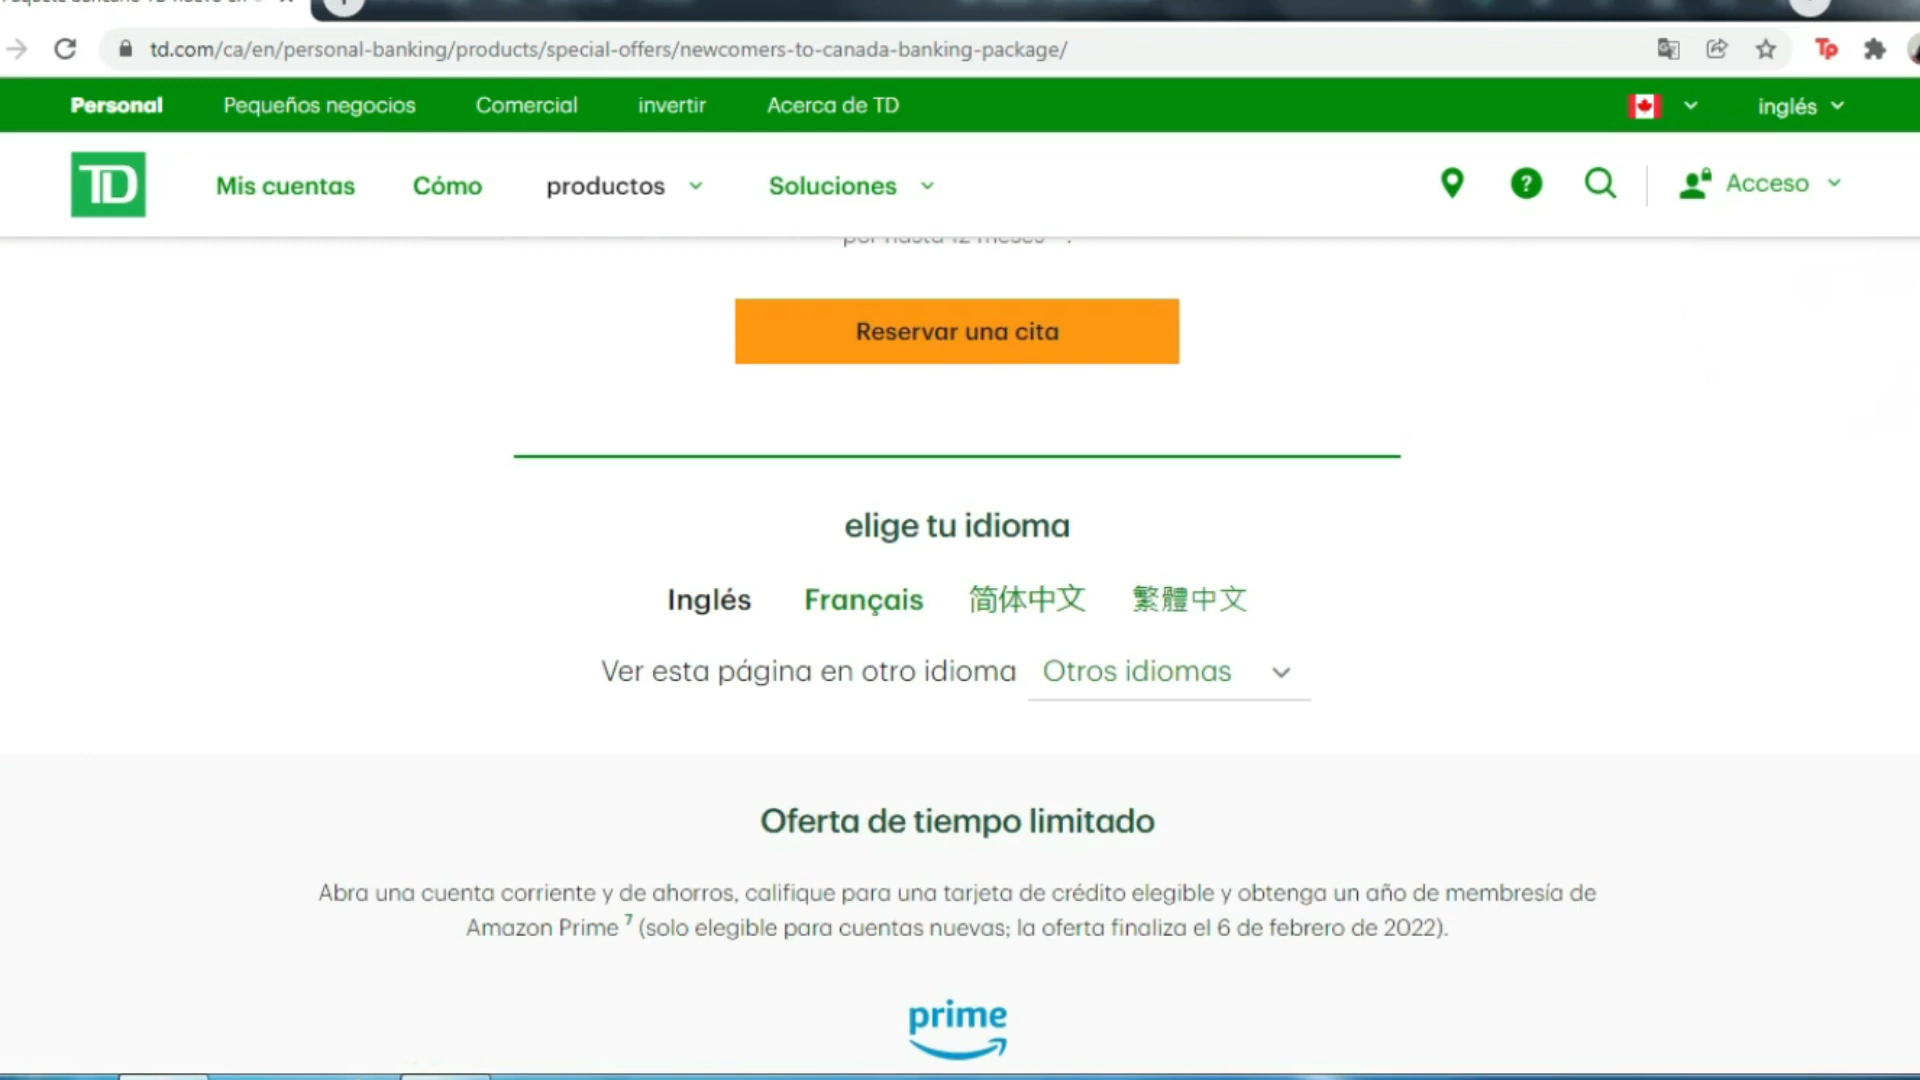 td.com/ca/en/personal-banking/products/special-offers/newcomers-to-canada-banking-package/
Tp
Personal Pequeños negocios Comercial invertir Acerca de TD inglés
TD Mis cuentas Cómo productos Soluciones ? Acceso
por hasta 12 meses
Reservar una cita
elige tu idioma
Inglés Français 简体中文 繁體中文
Ver esta página en otro idioma Otros idiomas
Oferta de tiempo limitado
Abra una cuenta corriente y de ahorros, califique para una tarjeta de crédito elegible y obtenga un año de membresía de
Amazon Prime 7 (solo elegible para cuentas nuevas; la oferta finaliza el 6 de febrero de 2022).
prime